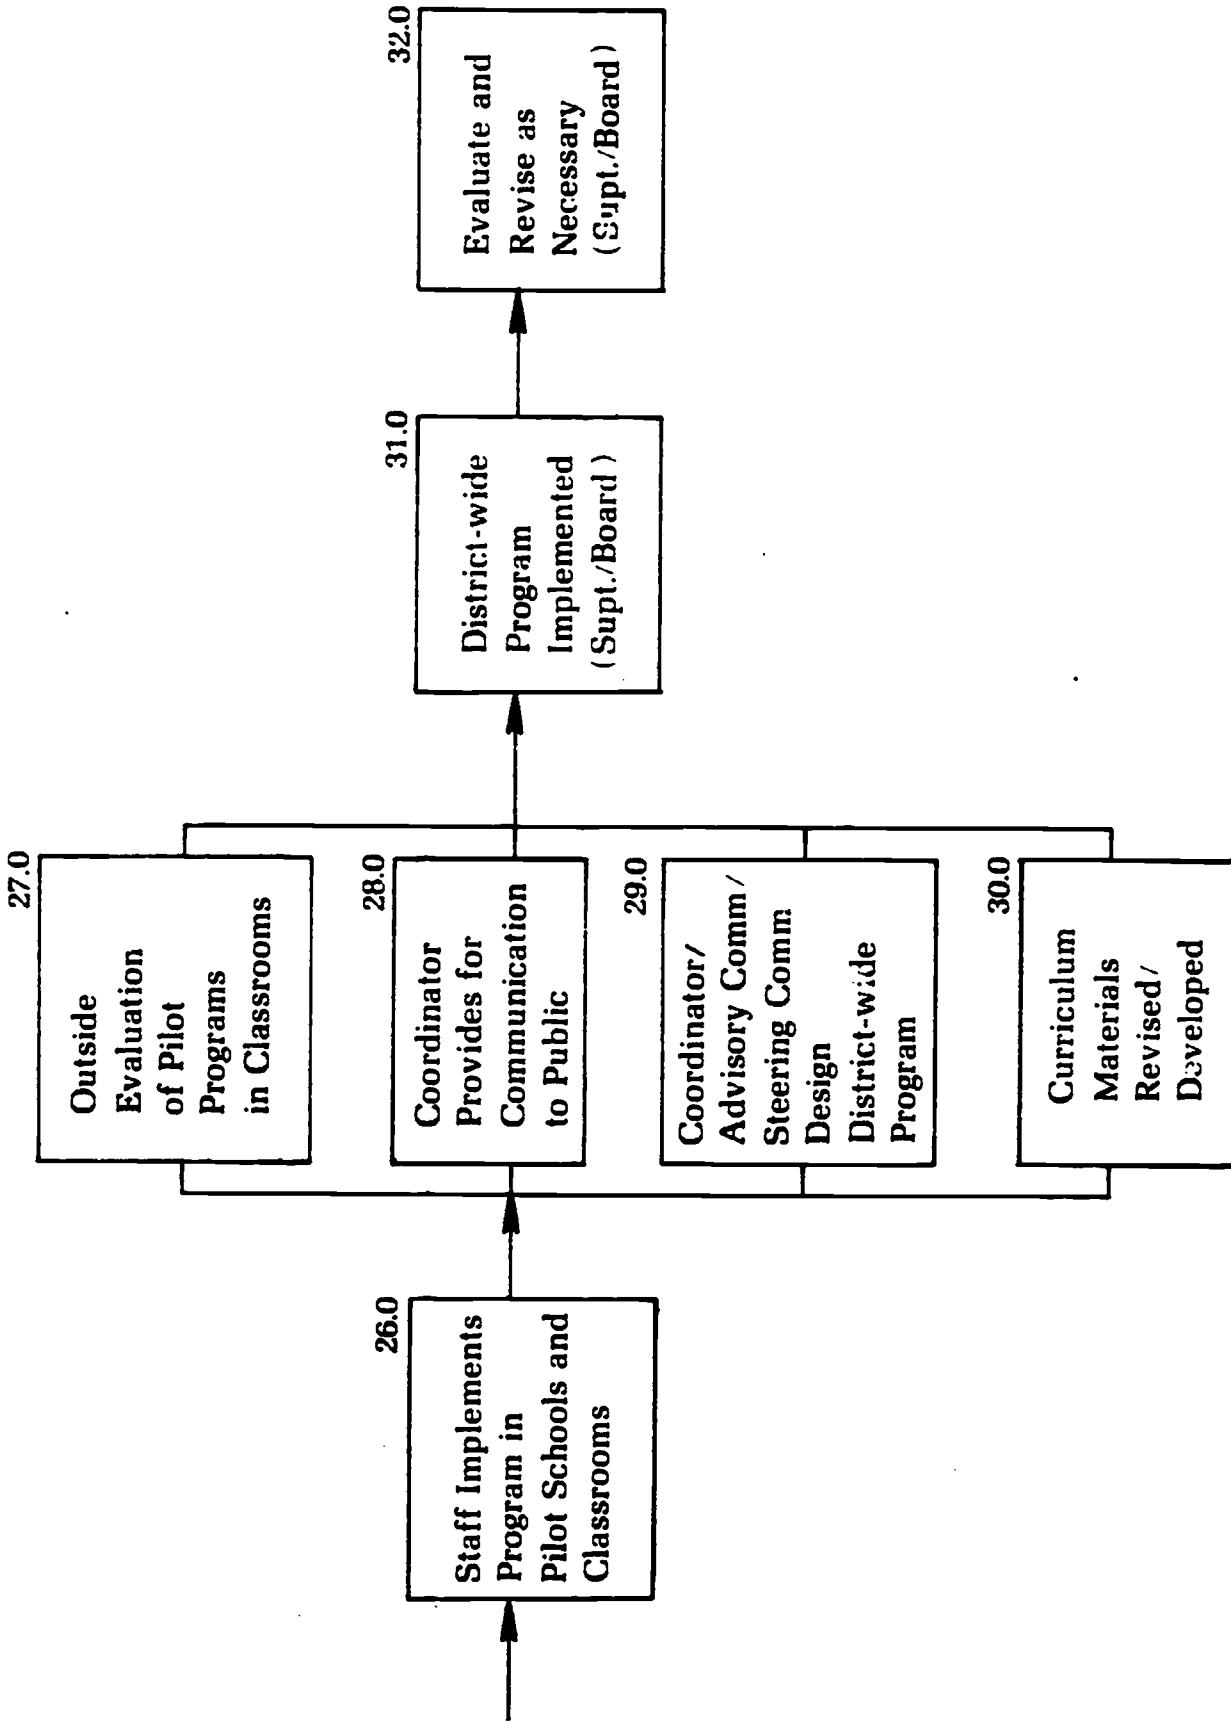 26.0
Staff Implements
Program in
Pilot Schools and
Classrooms
27.0
Outside
Evaluation
of Pilot
Programs
in Classrooms
28.0
Coordinator
Provides for
Communication
to Public
29.0
Coordinator/
Advisory Comm/
Steering Comm
Design
District-wide
Program
30.0
Curriculum
Materials
Revised/
Developed
31.0
District-wide
Program
Implemented
(Supt./Board)
32.0
Evaluate and
Revise as
Necessary
(Supt./Board)